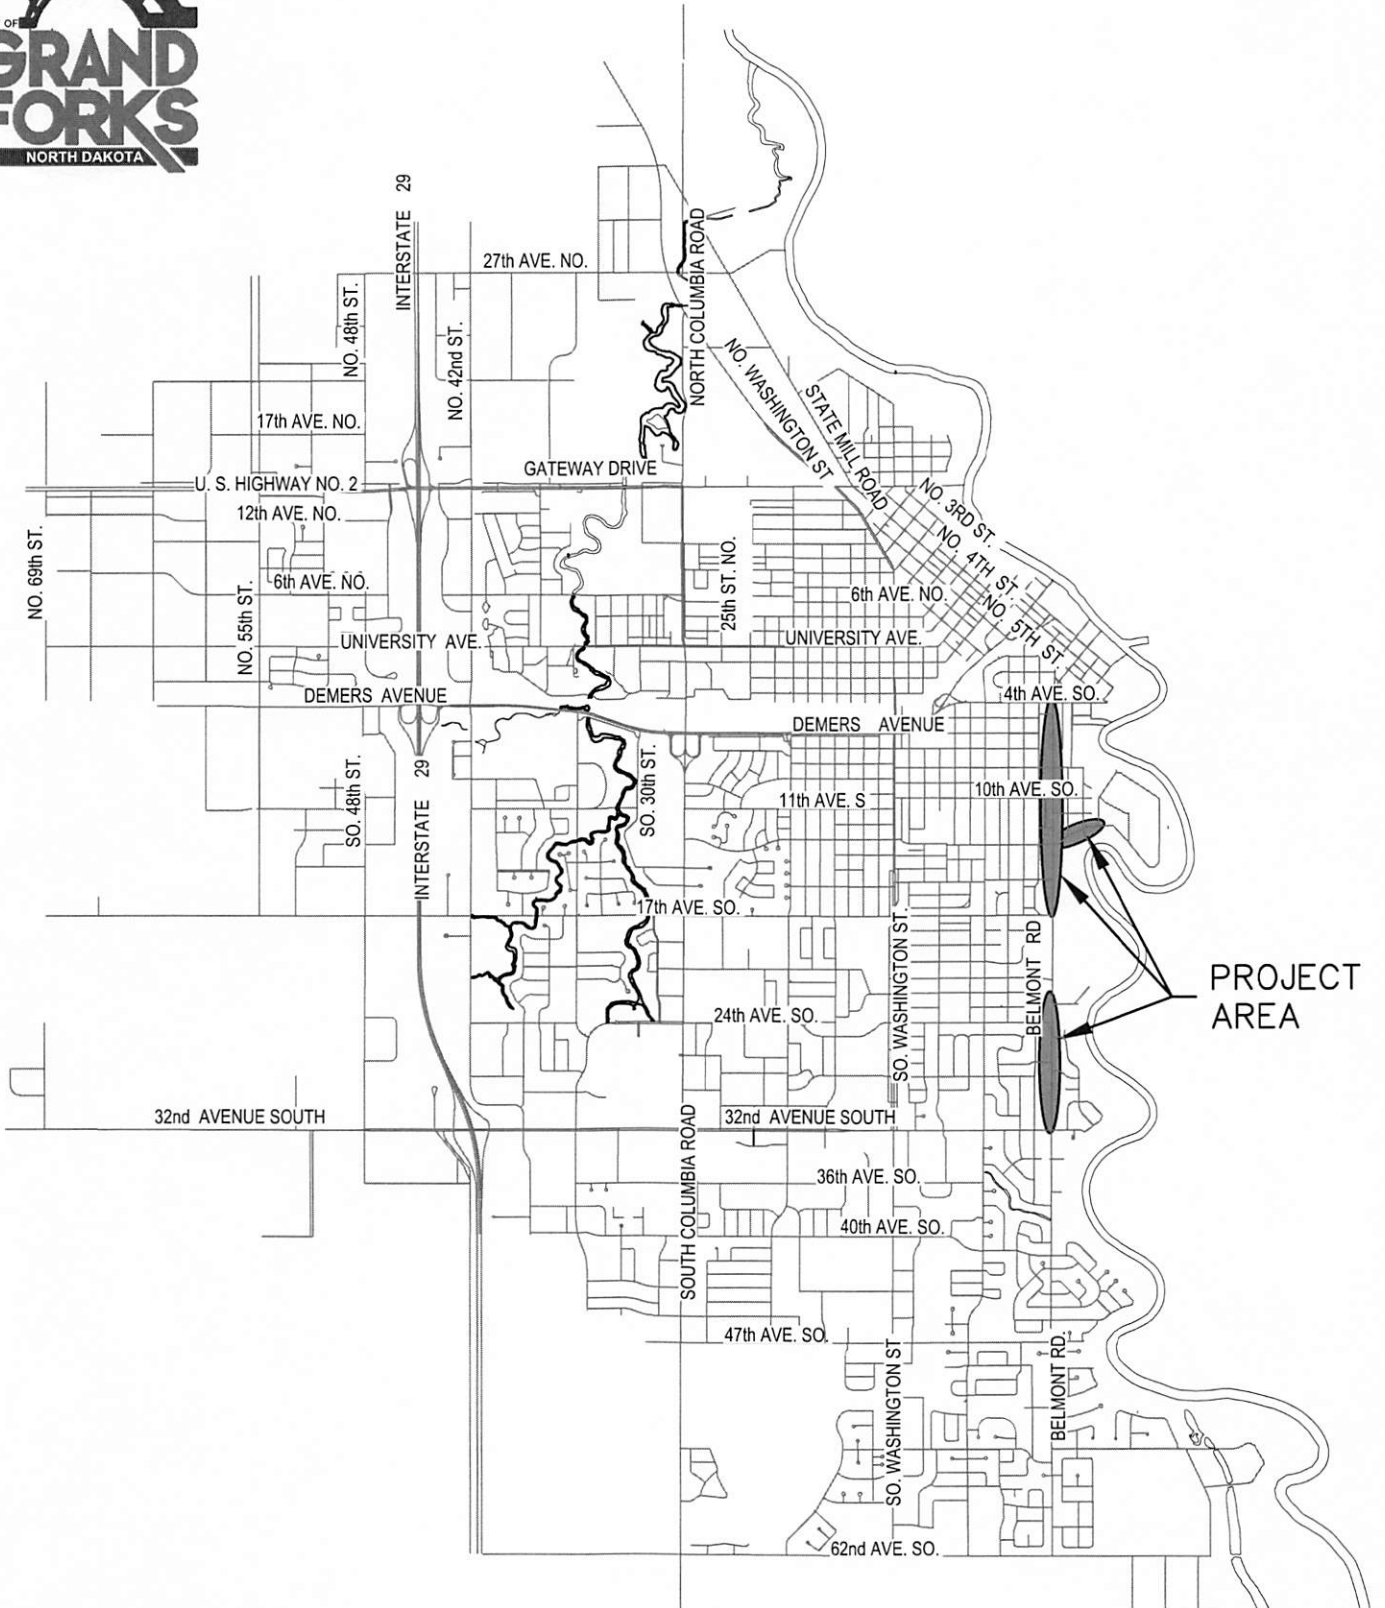 OF
GRAND
FORKS
NORTH DAKOTA
INTERSTATE 29
27th AVE. NO.
NORTH COLUMBIA ROAD
NO. 48th ST.
NO. 42nd ST.
NO. WASHINGTON ST
STATE MILL ROAD
17th AVE. NO.
GATEWAY DRIVE
U. S. HIGHWAY NO. 2
12th AVE. NO.
NO. 3RD ST.
NO. 4TH ST.
NO. 5TH ST.
NO. 69th ST.
6th AVE. NO.
25th ST. NO.
6th AVE. NO.
NO. 55th ST.
UNIVERSITY AVE.
UNIVERSITY AVE.
DEMERS AVENUE
4th AVE. SO.
DEMERS AVENUE
SO. 48th ST.
INTERSTATE 29
SO. 30th ST.
11th AVE. S
10th AVE. SO.
17th AVE. SO.
SO. WASHINGTON ST.
BELMONT RD
PROJECT
AREA
24th AVE. SO.
32nd AVENUE SOUTH
32nd AVENUE SOUTH
SOUTH COLUMBIA ROAD
36th AVE. SO.
40th AVE. SO.
47th AVE. SO.
SO. WASHINGTON ST
BELMONT RD.
62nd AVE. SO.